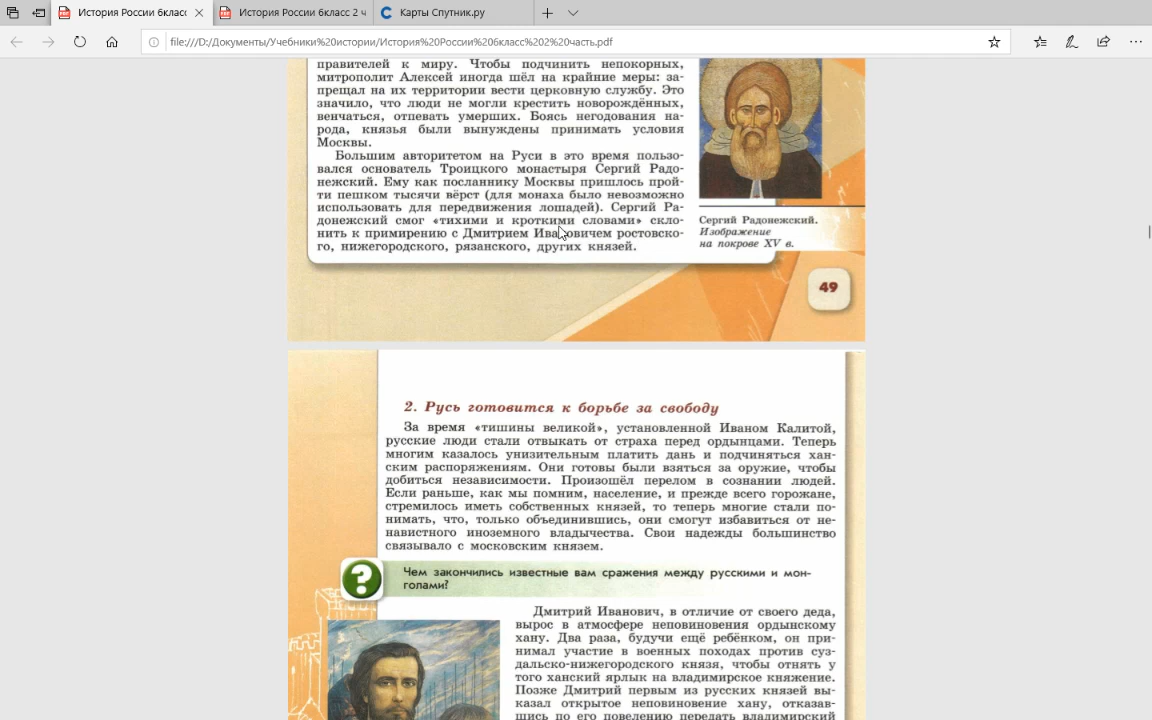 История России 6класс
История России 6класс 2 ч
Карты Спутник.ру
file:///D:/Документы/Учебники%20истории/История%20России%206класс%202%20часть.pdf
правителей к миру. Чтобы подчинить непокорных,
митрополит Алексей иногда шёл на крайние меры: за-
прещал на их территории вести церковную службу. Это
значило, что люди не могли крестить новорождённых,
венчаться, отпевать умерших. Боясь негодования на-
рода, князья были вынуждены принимать условия
Москвы.
Большим авторитетом на Руси в это время пользо-
вался основатель Троицкого монастыря Сергий Радо-
нежский. Ему как посланнику Москвы пришлось прой-
ти пешком тысячи вёрст (для монаха было невозможно
использовать для передвижения лошадей). Сергий Ра-
донежский смог «тихими и кроткими словами» скло-
нить к примирению с Дмитрием Ивановичем ростовско-
го, нижегородского, рязанского, других князей.
Сергий Радонежский.
Изображение
на покрове XV в.
49
2. Русь готовится к борьбе за свободу
За время «тишины великой», установленной Иваном Калитой,
русские люди стали отвыкать от страха перед ордынцами. Теперь
многим казалось унизительным платить дань и подчиняться хан-
ским распоряжениям. Они готовы были взяться за оружие, чтобы
добиться независимости. Произошёл перелом в сознании людей.
Если раньше, как мы помним, население, и прежде всего горожане,
стремилось иметь собственных князей, то теперь многие стали по-
нимать, что, только объединившись, они смогут избавиться от не-
навистного иноземного владычества. Свои надежды большинство
связывало с московским князем.
?
Чем закончились известные вам сражения между русскими и мон-
голами?
Дмитрий Иванович, в отличие от своего деда,
вырос в атмосфере неповиновения ордынскому
хану. Два раза, будучи ещё ребёнком, он при-
нимал участие в военных походах против суз-
дальско-нижегородского князя, чтобы отнять у
того ханский ярлык на владимирское княжение.
Позже Дмитрий первым из русских князей вы-
казал открытое неповиновение хану, отказав-
шись по его повелению передать владимирский